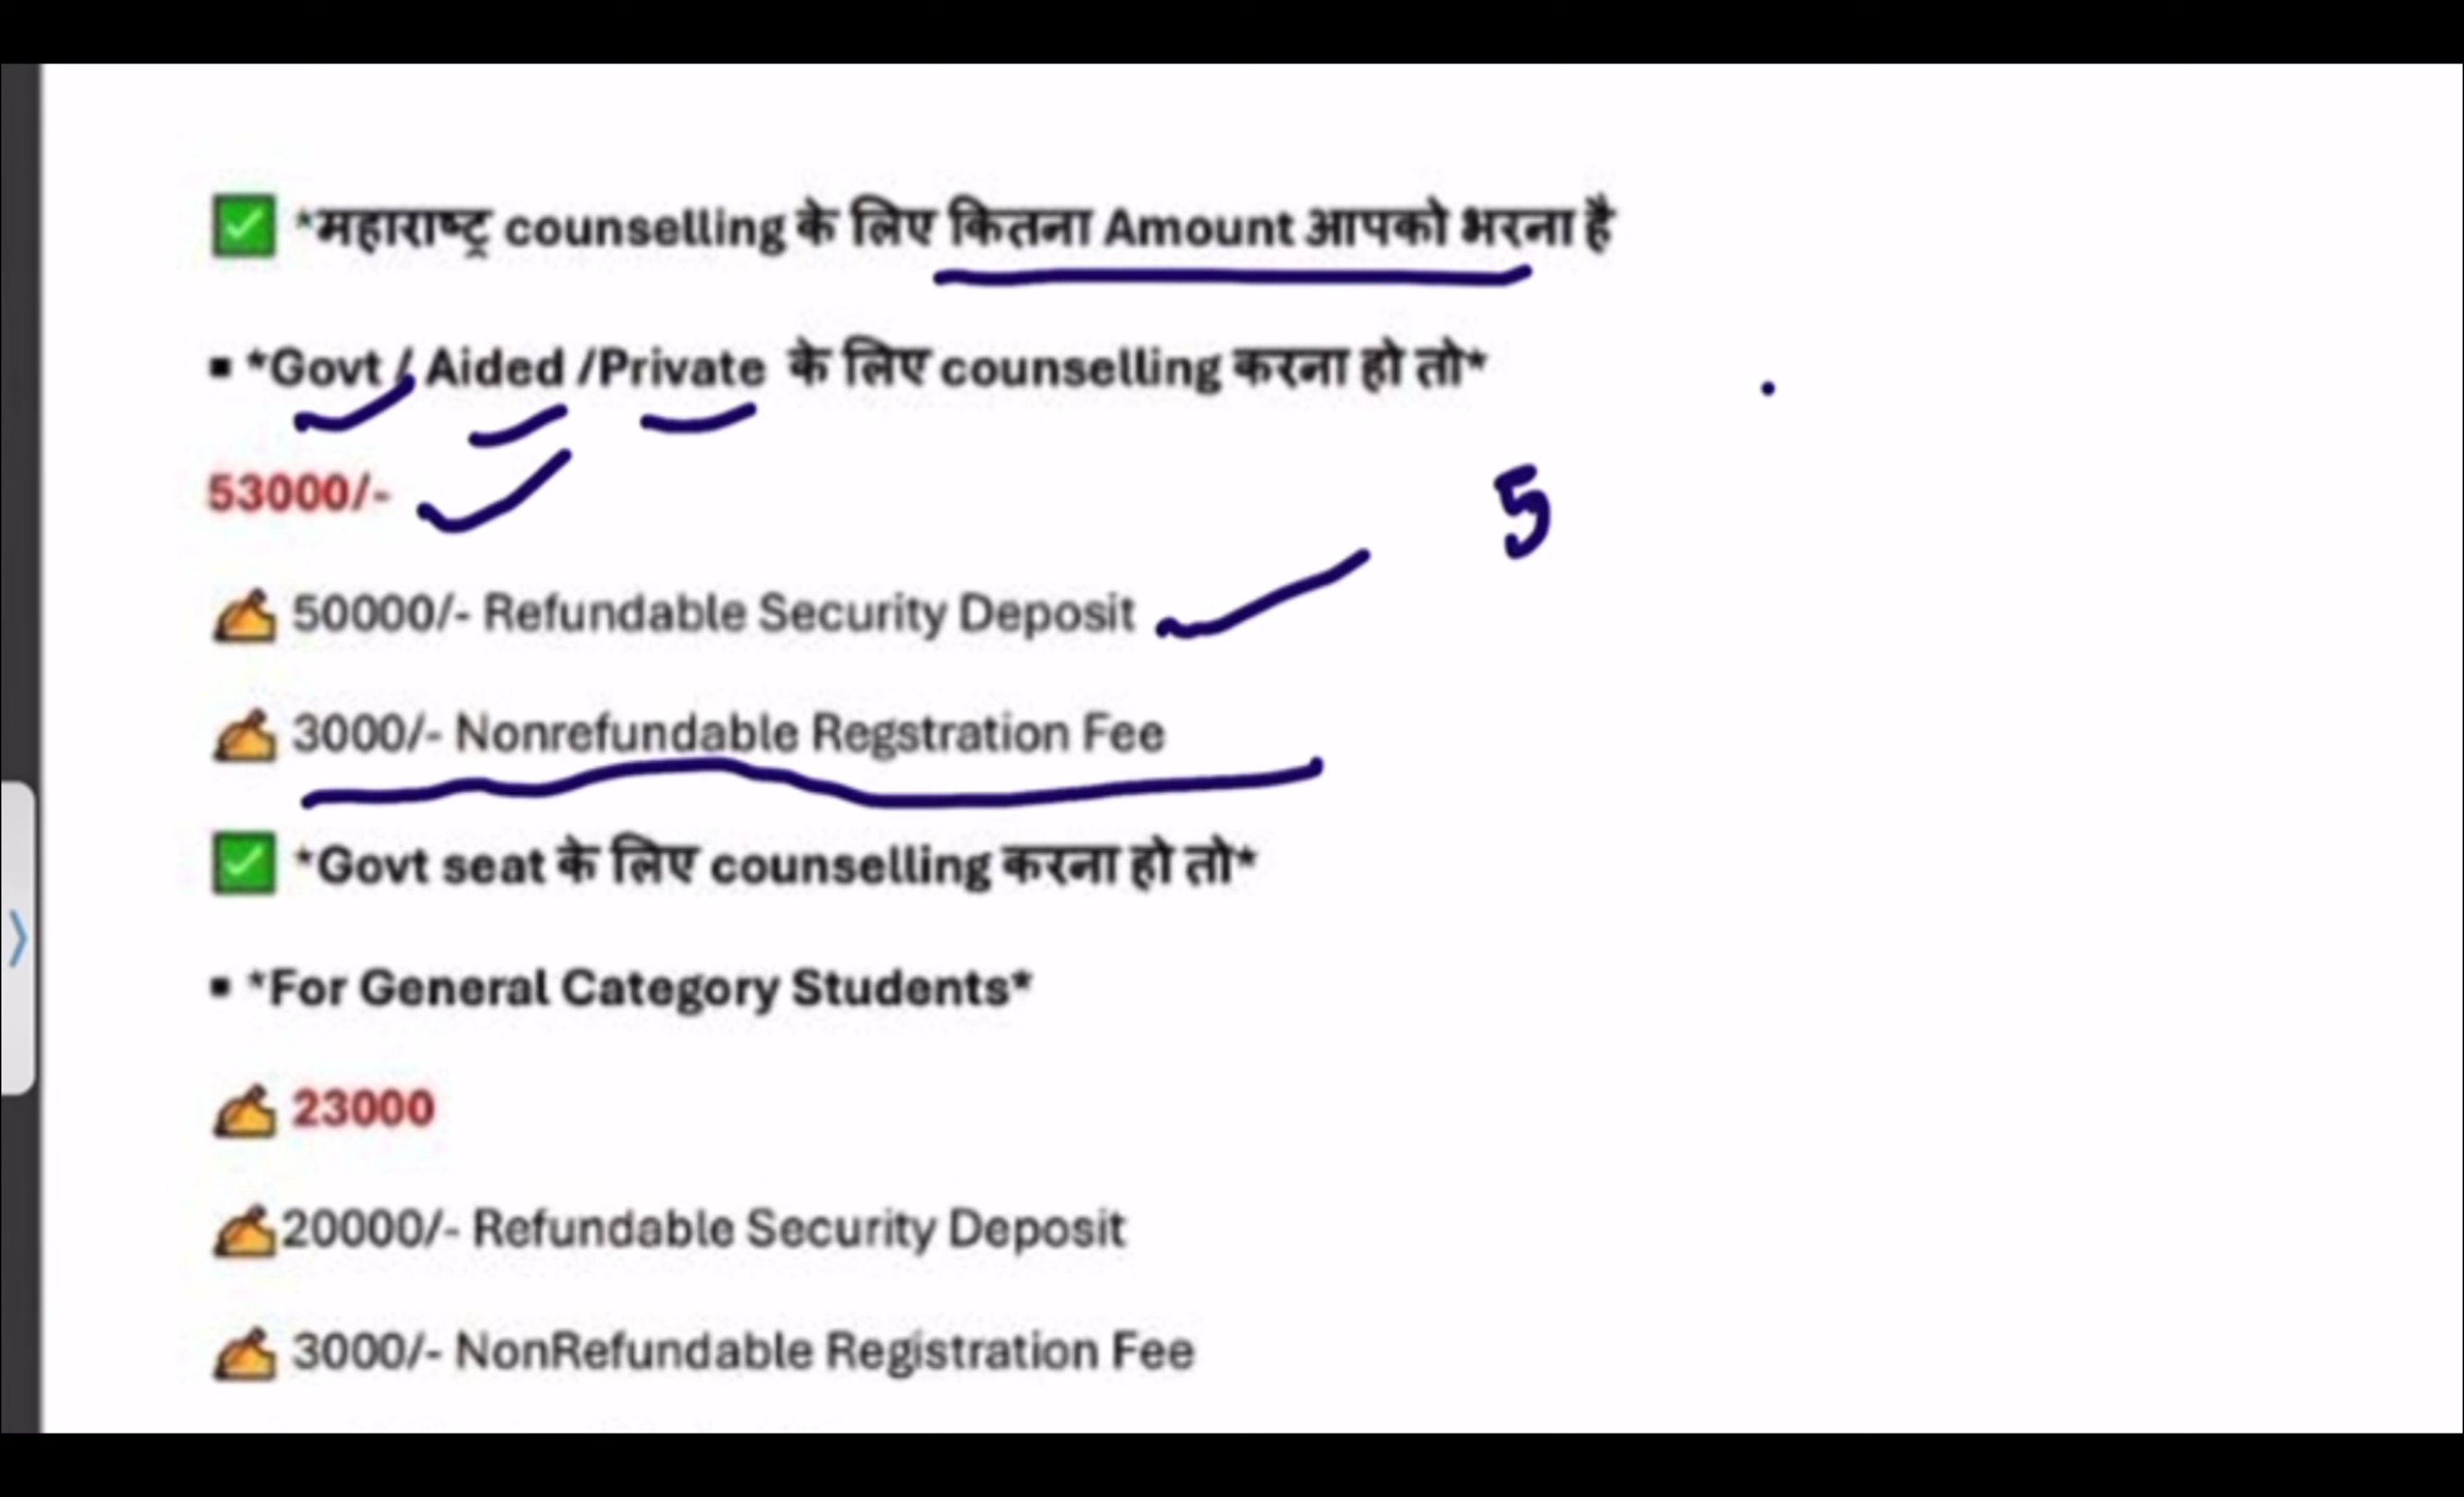 ✅ *महाराष्ट्र counselling के लिए कितना Amount आपको भरना है
▪ *Govt / Aided /Private के लिए counselling करना हो तो*
53000/-
5
✍ 50000/- Refundable Security Deposit
✍ 3000/- Nonrefundable Regstration Fee
✅ *Govt seat के लिए counselling करना हो तो*
▪ *For General Category Students*
✍ 23000
✍20000/- Refundable Security Deposit
✍ 3000/- NonRefundable Registration Fee